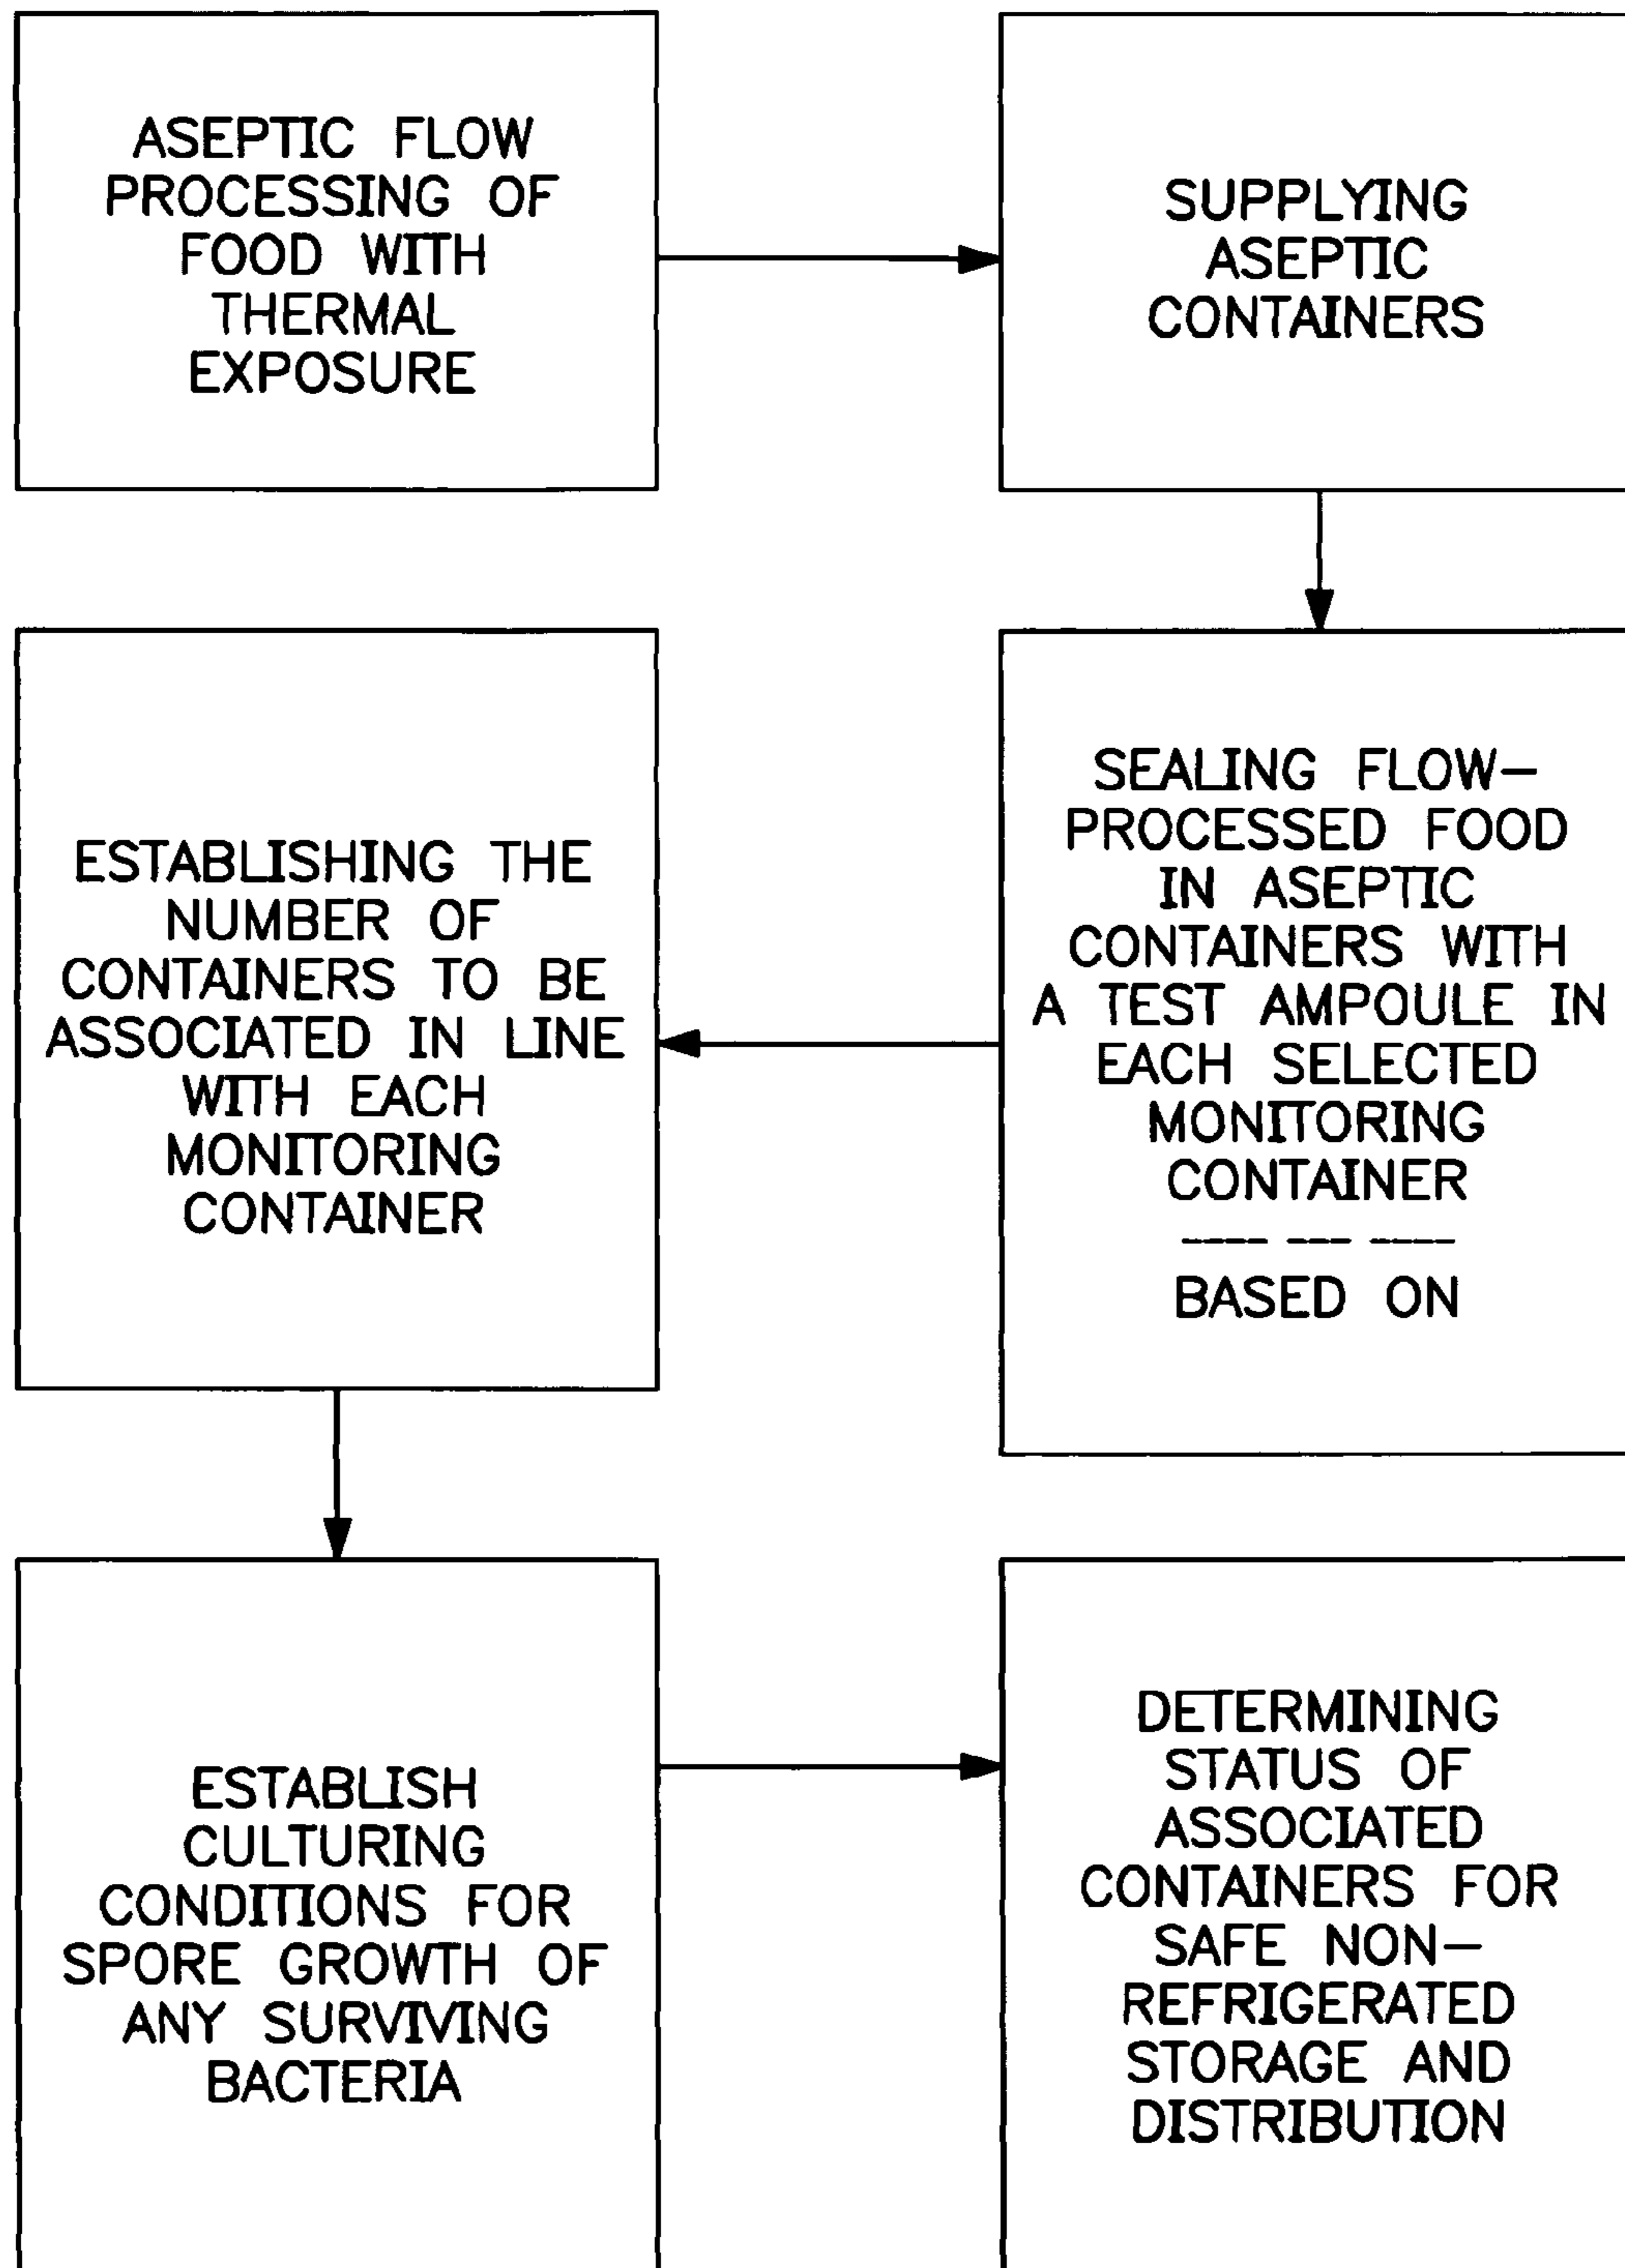 ASEPTIC FLOW
PROCESSING OF
FOOD WITH
THERMAL
EXPOSURE
SUPPLYING
ASEPTIC
CONTAINERS
SEALING FLOW–
PROCESSED FOOD
IN ASEPTIC
CONTAINERS WITH
A TEST AMPOULE IN
EACH SELECTED
MONITORING
CONTAINER
— — —
BASED ON
ESTABLISHING THE
NUMBER OF
CONTAINERS TO BE
ASSOCIATED IN LINE
WITH EACH
MONITORING
CONTAINER
ESTABLISH
CULTURING
CONDITIONS FOR
SPORE GROWTH OF
ANY SURVIVING
BACTERIA
DETERMINING
STATUS OF
ASSOCIATED
CONTAINERS FOR
SAFE NON–
REFRIGERATED
STORAGE AND
DISTRIBUTION